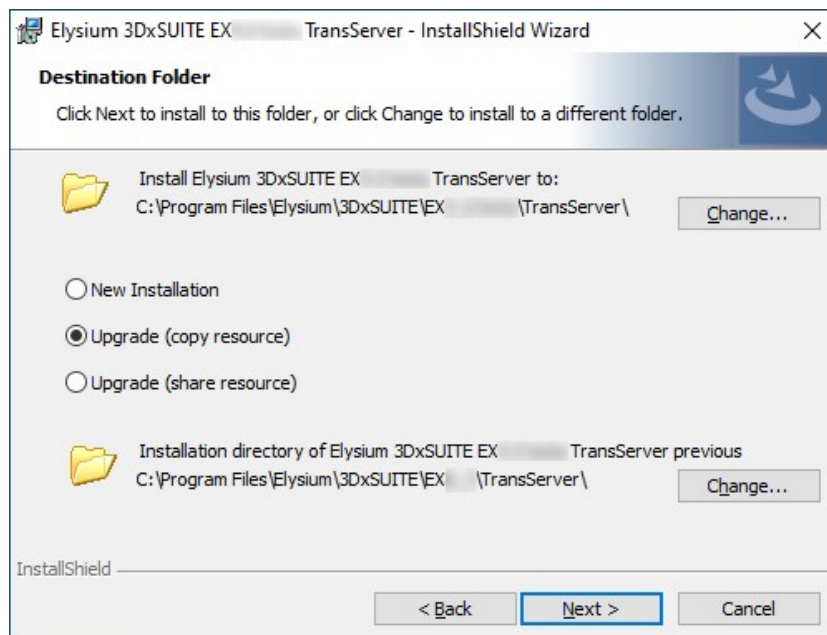 Elysium 3DxSUITE EX TransServer - InstallShield Wizard
Destination Folder
Click Next to install to this folder, or click Change to install to a different folder.
Install Elysium 3DxSUITE EX TransServer to:
C:\Program Files\Elysium\3DxSUITE\EX \TransServer\
Change...
New Installation
Upgrade (copy resource)
Upgrade (share resource)
Installation directory of Elysium 3DxSUITE EX TransServer previous
C:\Program Files\Elysium\3DxSUITE\EX \TransServer\
Change...
InstallShield
< Back Next > Cancel